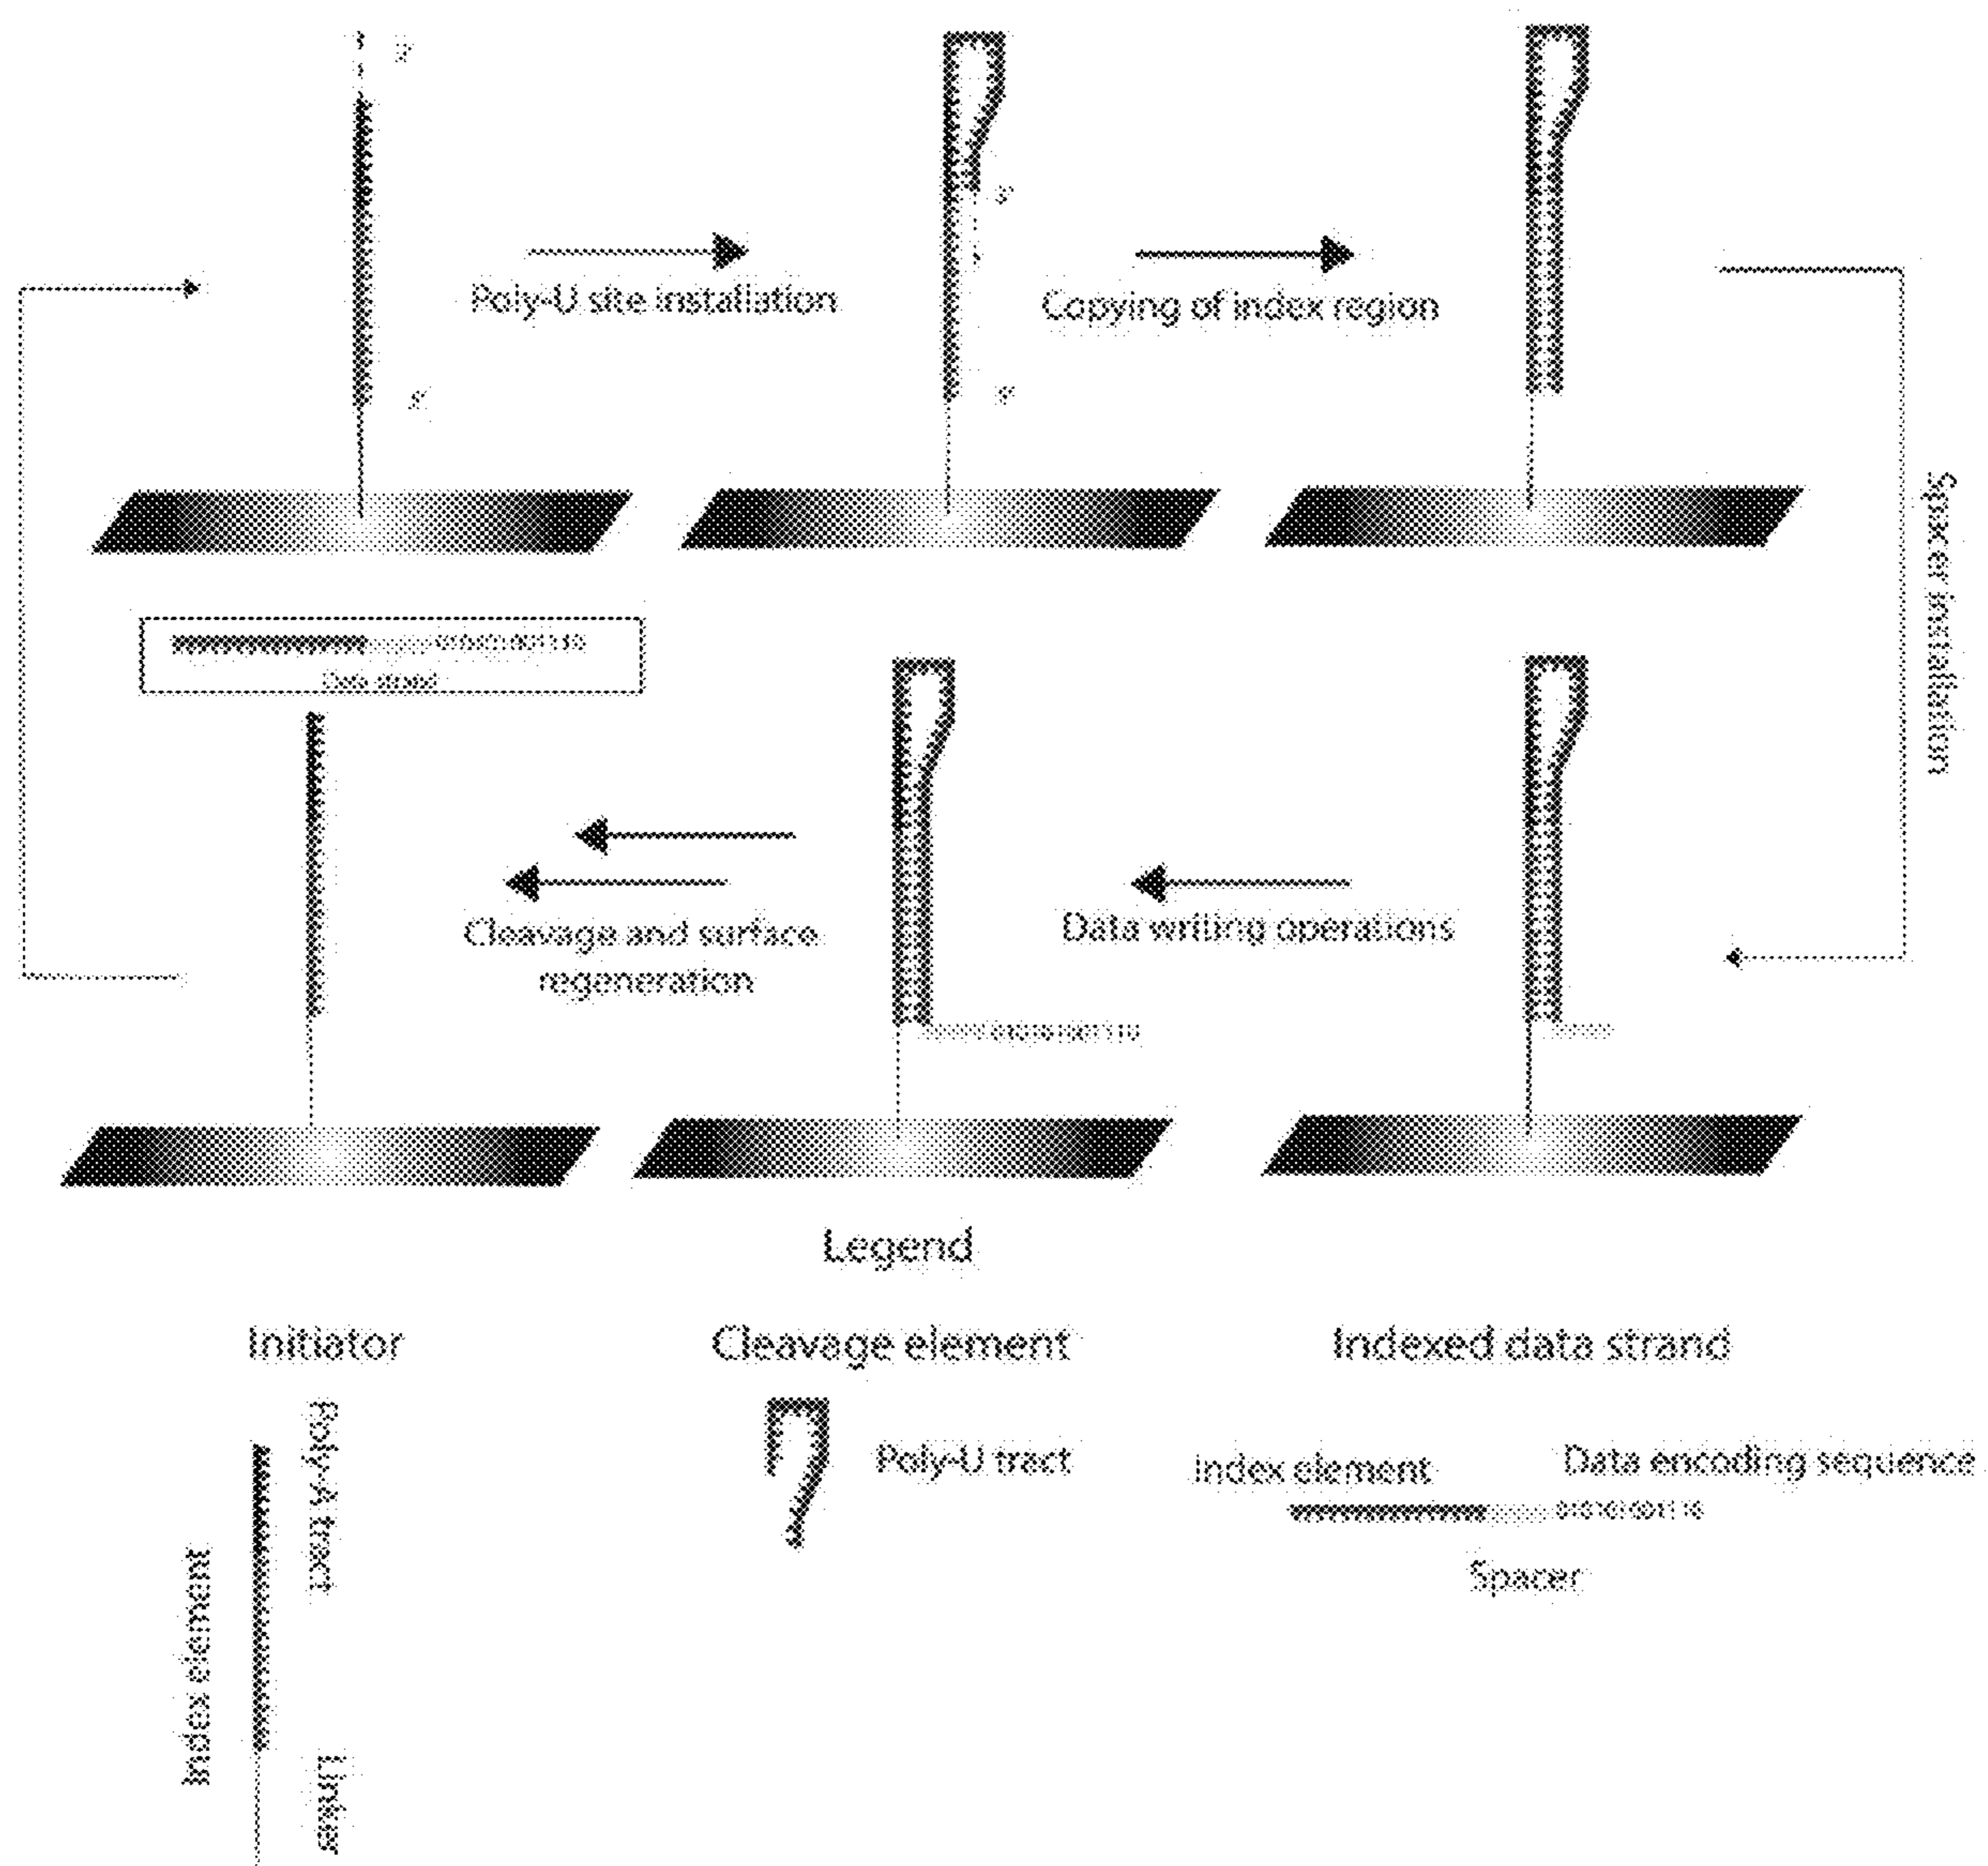 3'
Poly-U site installation
3'
Copying of index region
5'
5'
Spacer installaiton
Data strand
Cleavage and surface
regeneration
Data writing operations
Legend
Initiator
Cleavage element
Indexed data strand
Poly-A tract
Index element
Linker
Poly-U tract
Index element
Data encoding sequence
Spacer